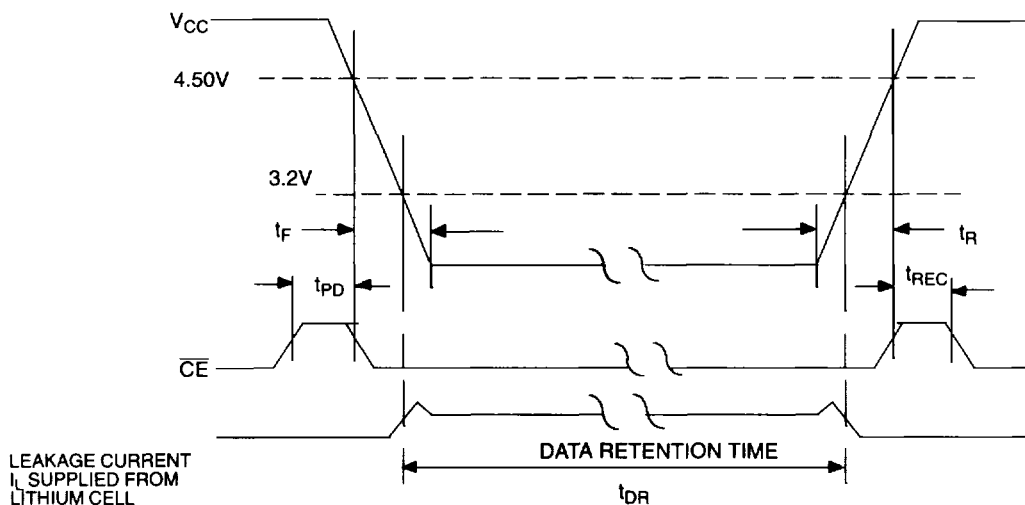 VCC
4.50V
3.2V
tF
tR
tPD
tREC
CE
DATA RETENTION TIME
tDR
LEAKAGE CURRENT
IL SUPPLIED FROM
LITHIUM CELL